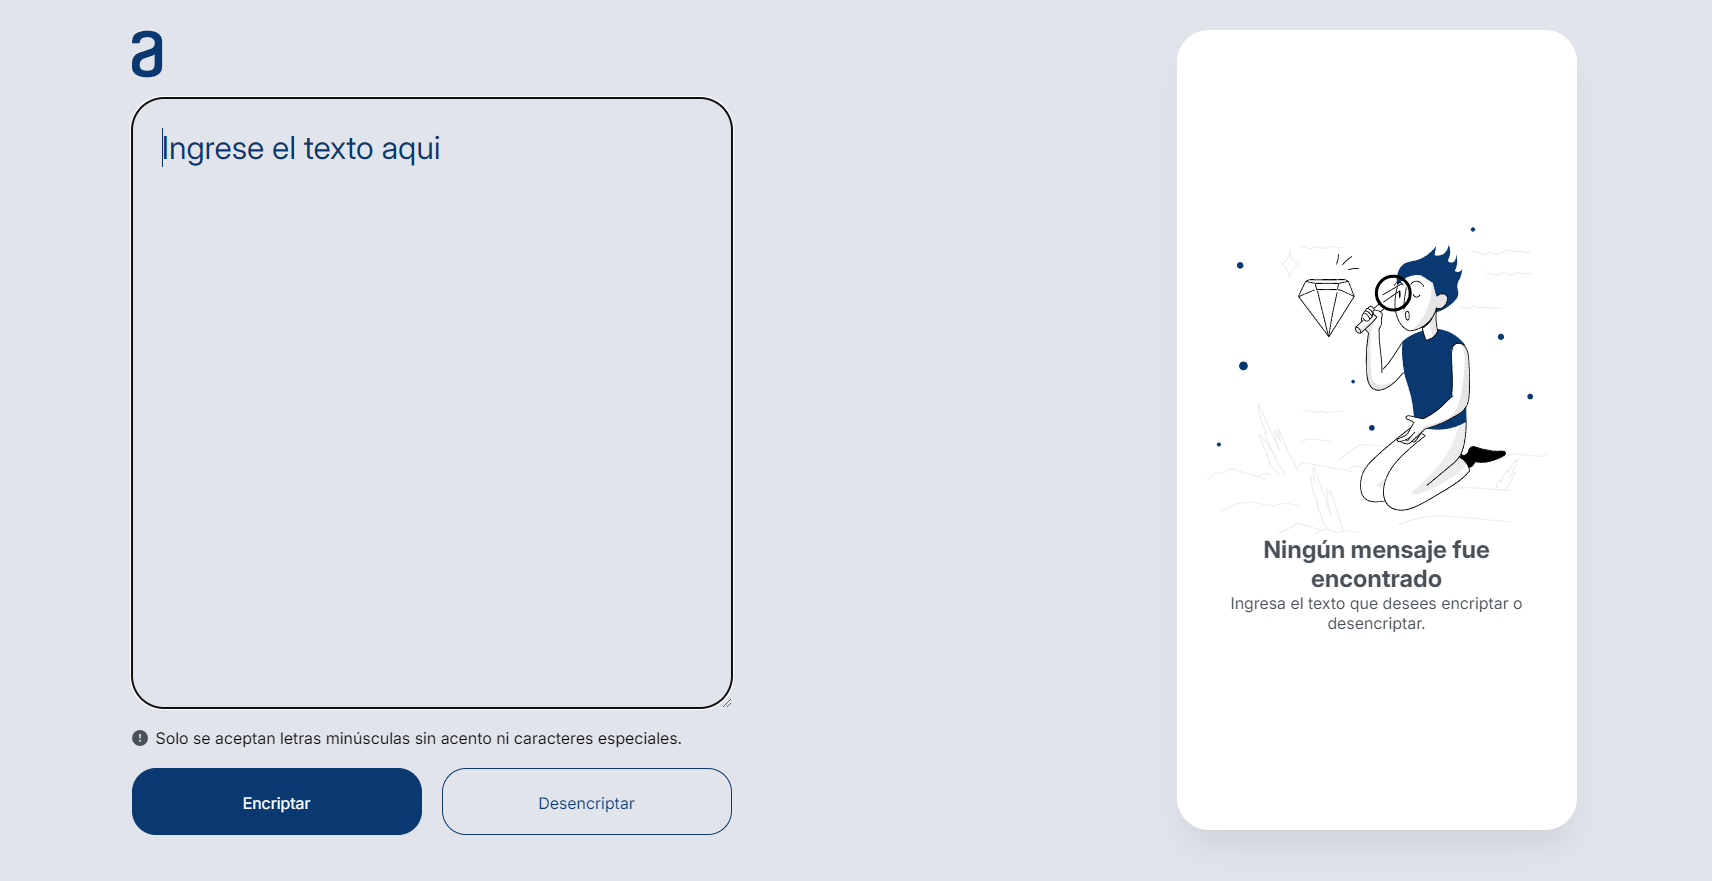 a
Ingrese el texto aqui
Solo se aceptan letras minúsculas sin acento ni caracteres especiales.
Encriptar
Desencriptar
Ningún mensaje fue
encontrado
Ingresa el texto que desees encriptar o
desencriptar.